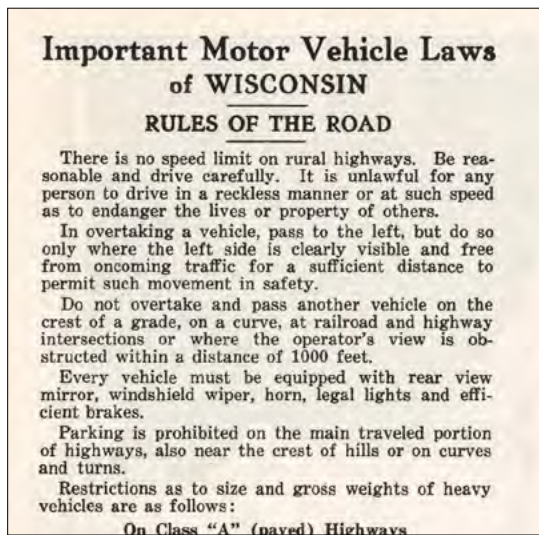 Important Motor Vehicle Laws
of WISCONSIN
RULES OF THE ROAD
There is no speed limit on rural highways. Be rea-
sonable and drive carefully. It is unlawful for any
person to drive in a reckless manner or at such speed
as to endanger the lives or property of others.
In overtaking a vehicle, pass to the left, but do so
only where the left side is clearly visible and free
from oncoming traffic for a sufficient distance to
permit such movement in safety.
Do not overtake and pass another vehicle on the
crest of a grade, on a curve, at railroad and highway
intersections or where the operator's view is ob-
structed within a distance of 1000 feet.
Every vehicle must be equipped with rear view
mirror, windshield wiper, horn, legal lights and effi-
cient brakes.
Parking is prohibited on the main traveled portion
of highways, also near the crest of hills or on curves
and turns.
Restrictions as to size and gross weights of heavy
vehicles are as follows:
On Class "A" (paved) Highways